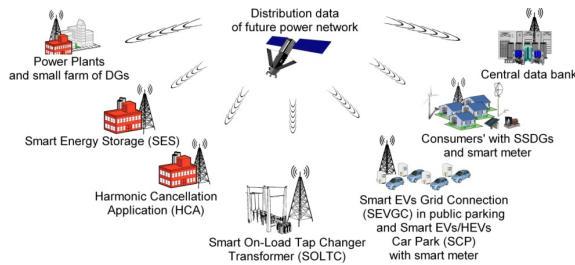 Distribution data
of future power network
Power Plants
and small farm of DGs
Central data bank
Smart Energy Storage (SES)
Consumers' with SSDGs
and smart meter
Harmonic Cancellation
Application (HCA)
Smart On-Load Tap Changer
Transformer (SOLTC)
Smart EVs Grid Connection
(SEVGC) in public parking
and Smart EVs/HEVs
Car Park (SCP)
with smart meter